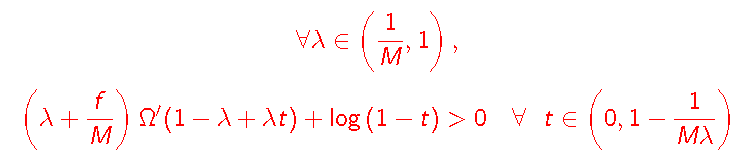 ∀λ ∈ (1/M, 1),
(λ + f/M) Ω′(1 − λ + λt) + log (1 − t) > 0 ∀ t ∈ (0, 1 − 1/(Mλ))